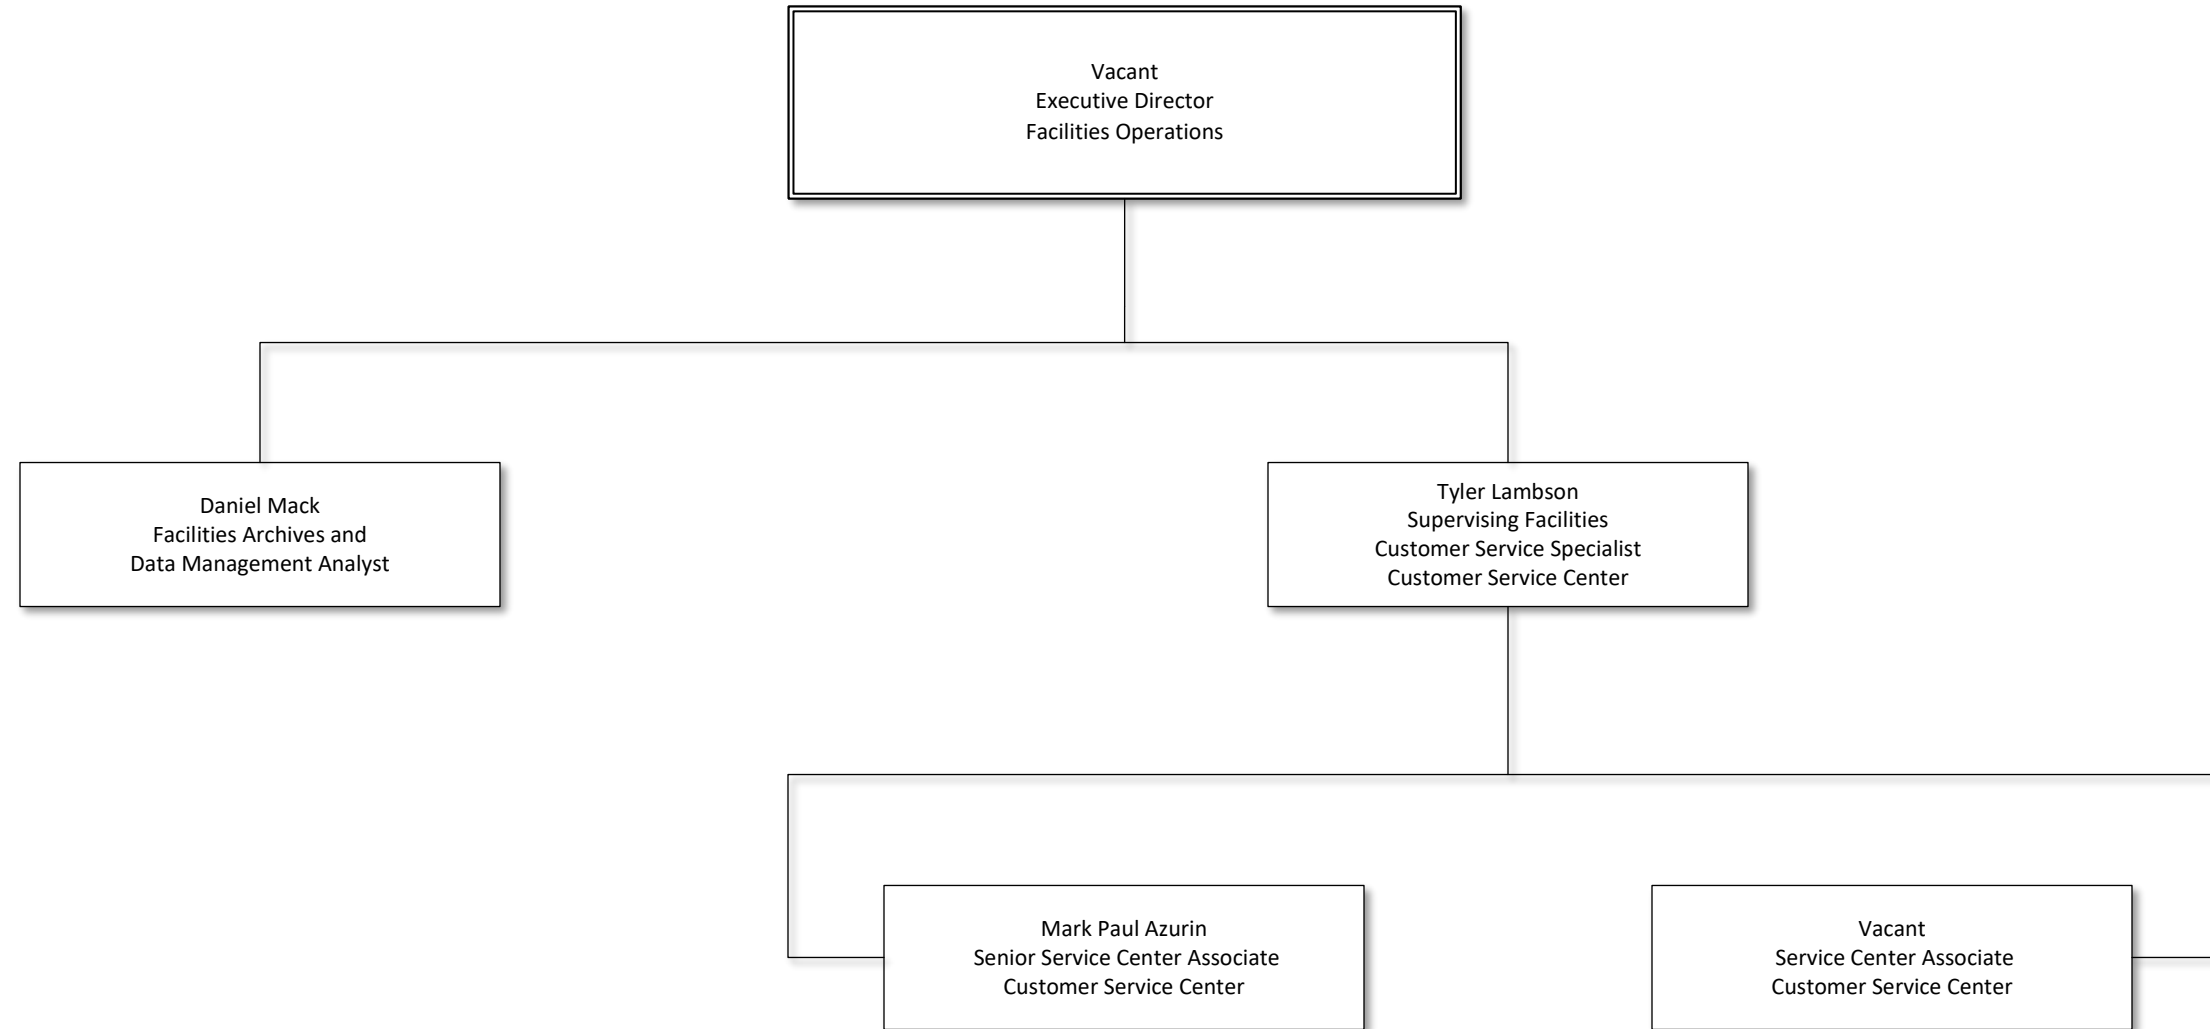 Vacant
Executive Director
Facilities Operations
Daniel Mack
Facilities Archives and
Data Management Analyst
Tyler Lambson
Supervising Facilities
Customer Service Specialist
Customer Service Center
Mark Paul Azurin
Senior Service Center Associate
Customer Service Center
Vacant
Service Center Associate
Customer Service Center